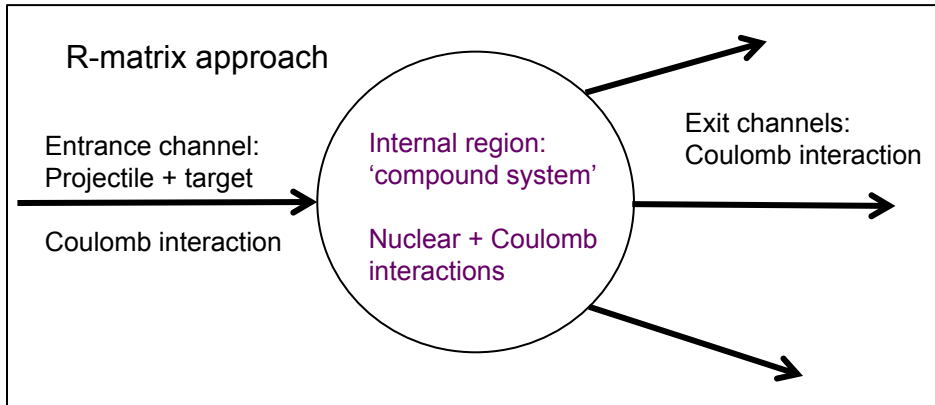 R-matrix approach
Entrance channel:
Projectile + target
Coulomb interaction
Internal region:
‘compound system’
Nuclear + Coulomb
interactions
Exit channels:
Coulomb interaction